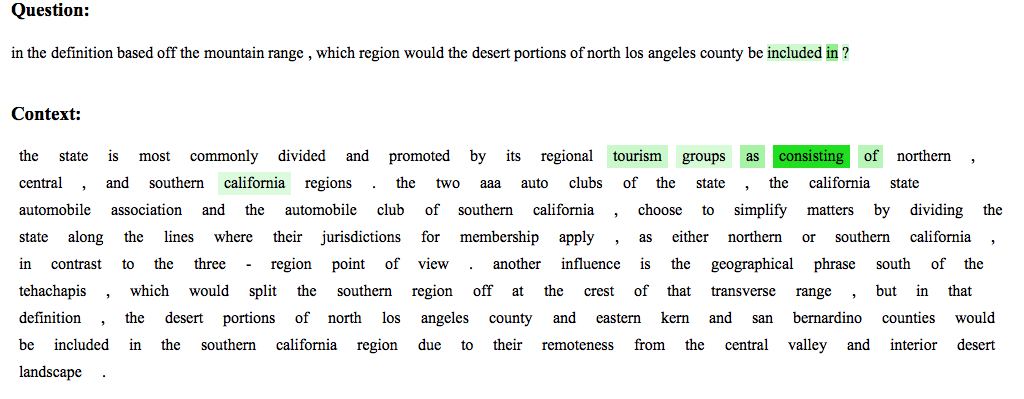 Question:
in the definition based off the mountain range , which region would the desert portions of north los angeles county be included in ?
Context:
the state is most commonly divided and promoted by its regional tourism groups as consisting of northern ,
central , and southern california regions . the two aaa auto clubs of the state , the california state
automobile association and the automobile club of southern california , choose to simplify matters by dividing the
state along the lines where their jurisdictions for membership apply , as either northern or southern california ,
in contrast to the three - region point of view . another influence is the geographical phrase south of the
tehachapis , which would split the southern region off at the crest of that transverse range , but in that
definition , the desert portions of north los angeles county and eastern kern and san bernardino counties would
be included in the southern california region due to their remoteness from the central valley and interior desert
landscape .